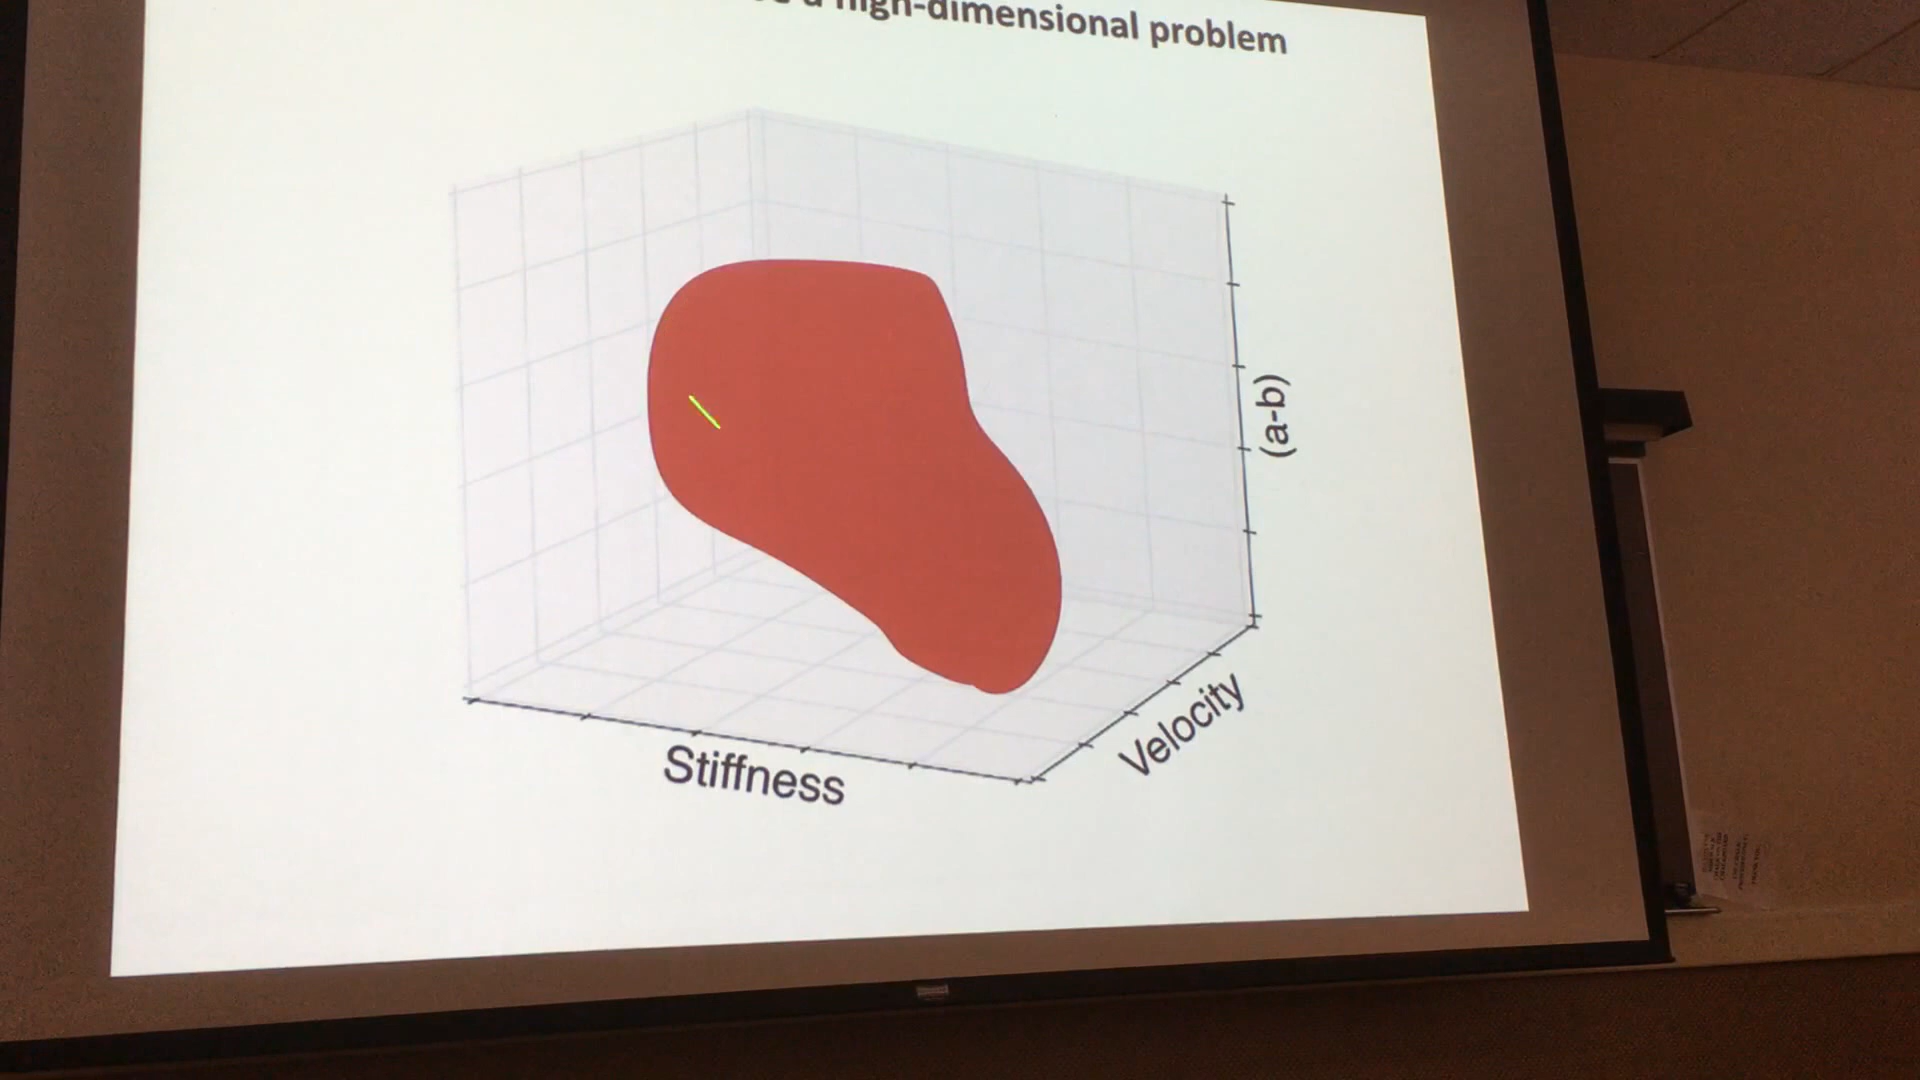 a high-dimensional problem
(a-b)
Velocity
Stiffness